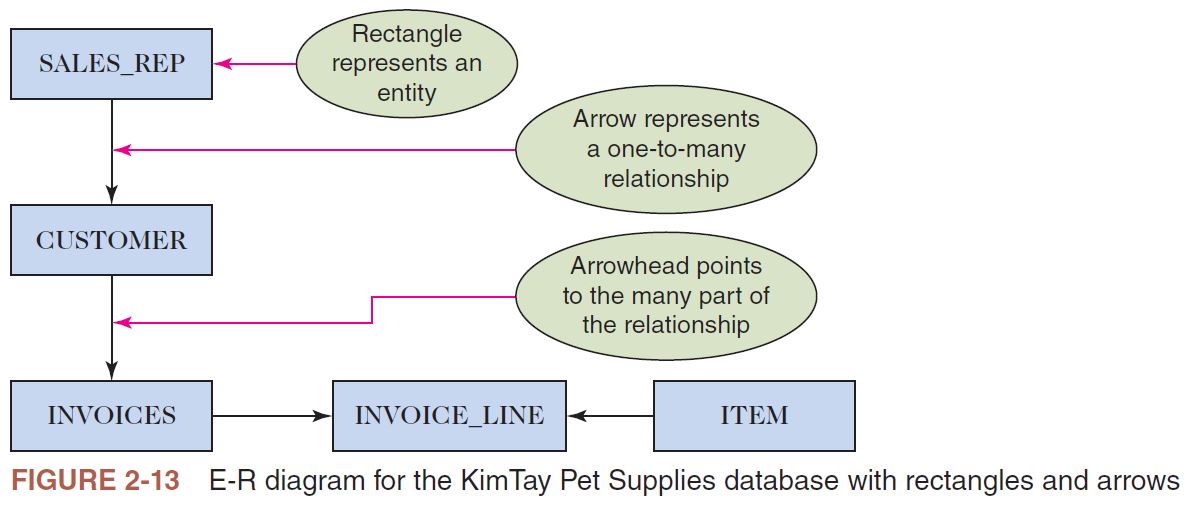 SALES_REP
Rectangle
represents an
entity
Arrow represents
a one-to-many
relationship
CUSTOMER
Arrowhead points
to the many part of
the relationship
INVOICES
INVOICE_LINE
ITEM
FIGURE 2-13 E-R diagram for the KimTay Pet Supplies database with rectangles and arrows